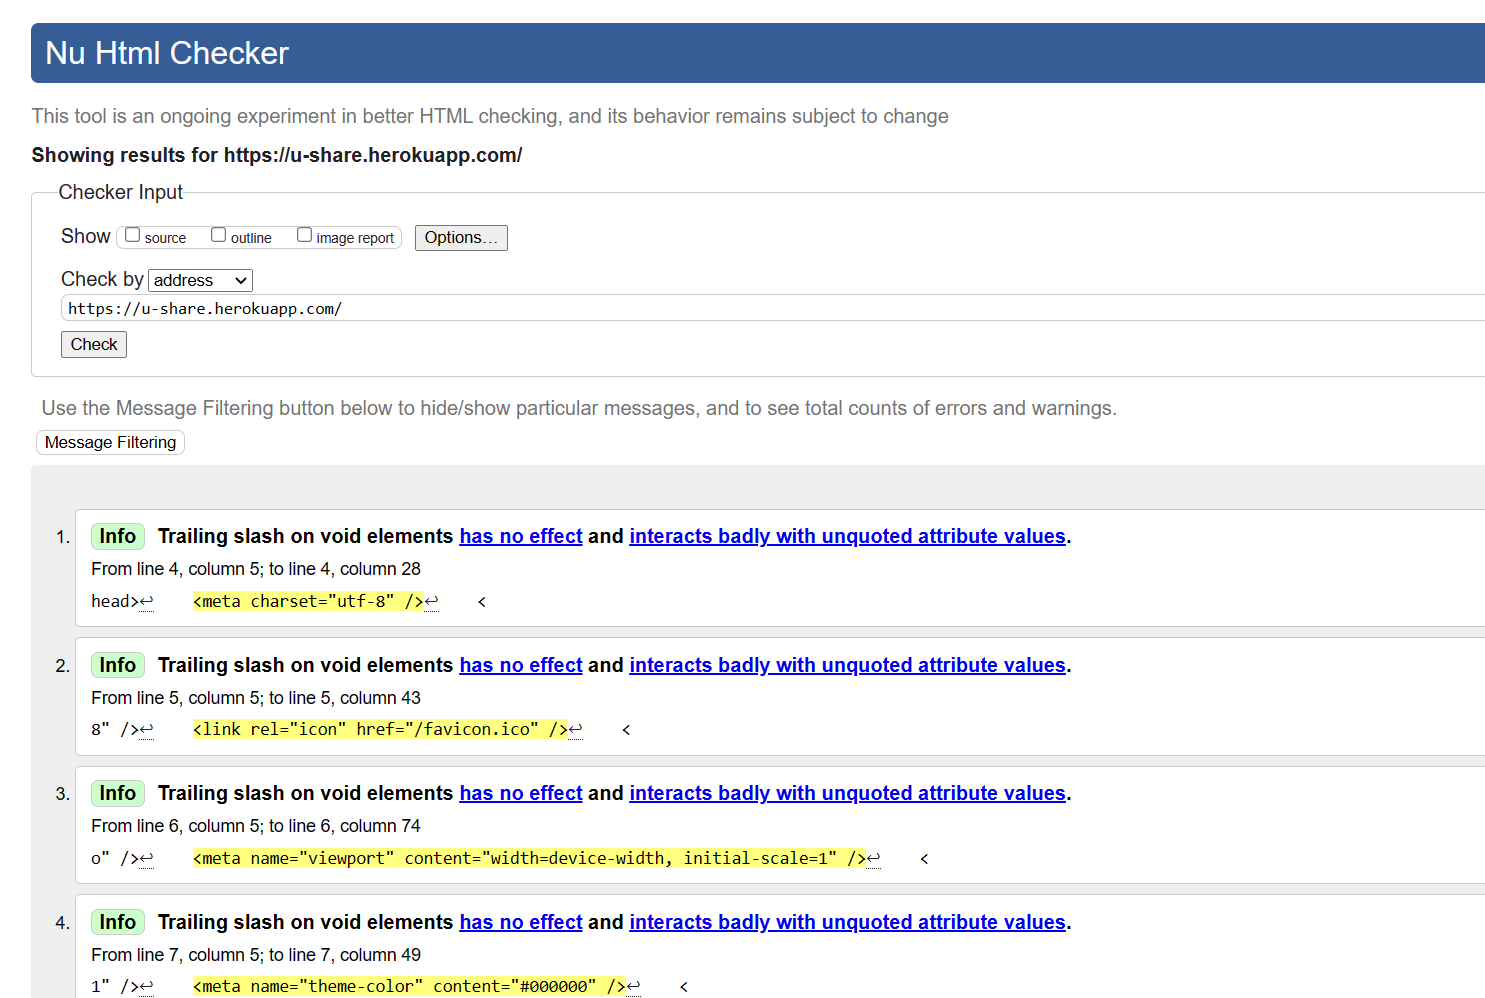 Nu Html Checker
This tool is an ongoing experiment in better HTML checking, and its behavior remains subject to change
Showing results for https://u-share.herokuapp.com/
Checker Input
Show source outline image report Options...
Check by address
https://u-share.herokuapp.com/
Check
Use the Message Filtering button below to hide/show particular messages, and to see total counts of errors and warnings.
Message Filtering
1. Info Trailing slash on void elements has no effect and interacts badly with unquoted attribute values.
From line 4, column 5; to line 4, column 28
head>↩ <meta charset="utf-8" />↩ <
2. Info Trailing slash on void elements has no effect and interacts badly with unquoted attribute values.
From line 5, column 5; to line 5, column 43
8" />↩ <link rel="icon" href="/favicon.ico" />↩ <
3. Info Trailing slash on void elements has no effect and interacts badly with unquoted attribute values.
From line 6, column 5; to line 6, column 74
o" />↩ <meta name="viewport" content="width=device-width, initial-scale=1" />↩ <
4. Info Trailing slash on void elements has no effect and interacts badly with unquoted attribute values.
From line 7, column 5; to line 7, column 49
1" />↩ <meta name="theme-color" content="#000000" />↩ <